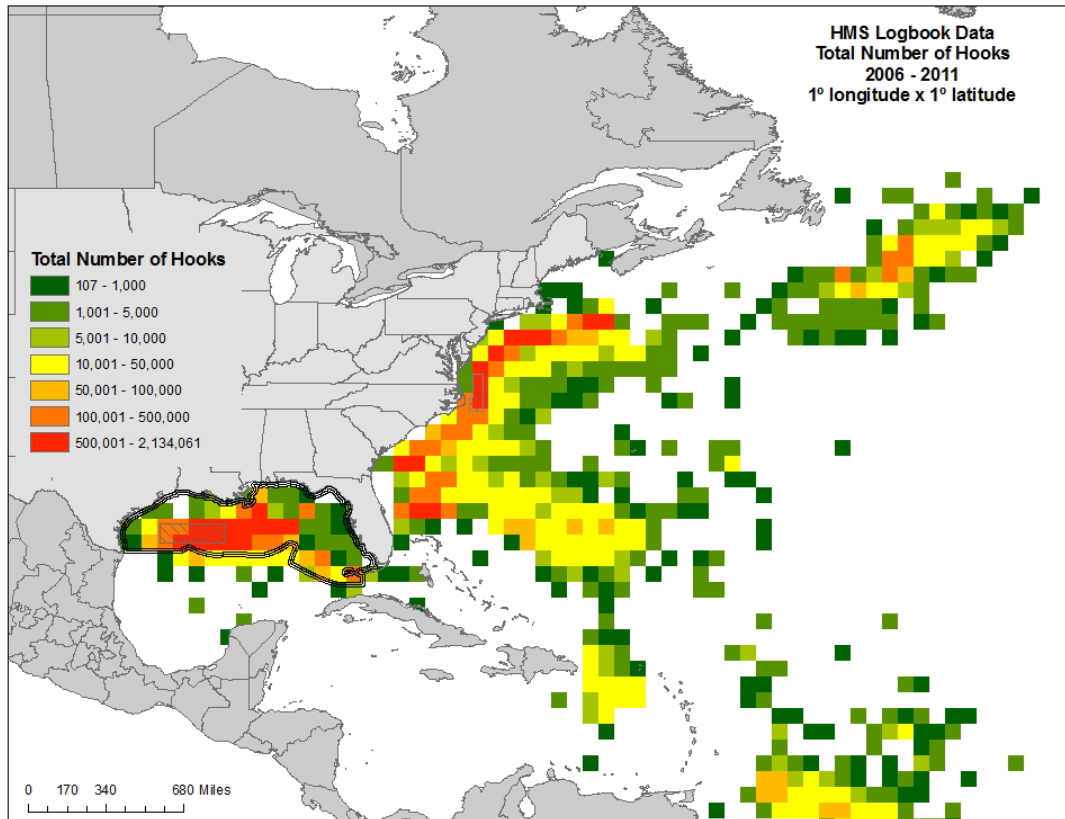 HMS Logbook Data
Total Number of Hooks
2006 - 2011
1º longitude x 1º latitude
Total Number of Hooks
107 - 1,000
1,001 - 5,000
5,001 - 10,000
10,001 - 50,000
50,001 - 100,000
100,001 - 500,000
500,001 - 2,134,061
0 170 340 680 Miles